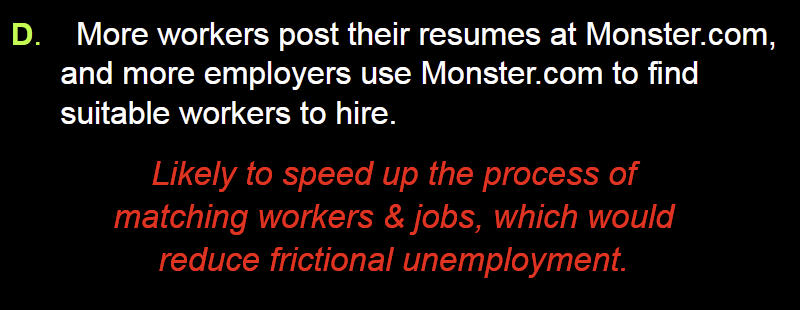 D. More workers post their resumes at Monster.com,
and more employers use Monster.com to find
suitable workers to hire.
Likely to speed up the process of
matching workers & jobs, which would
reduce frictional unemployment.